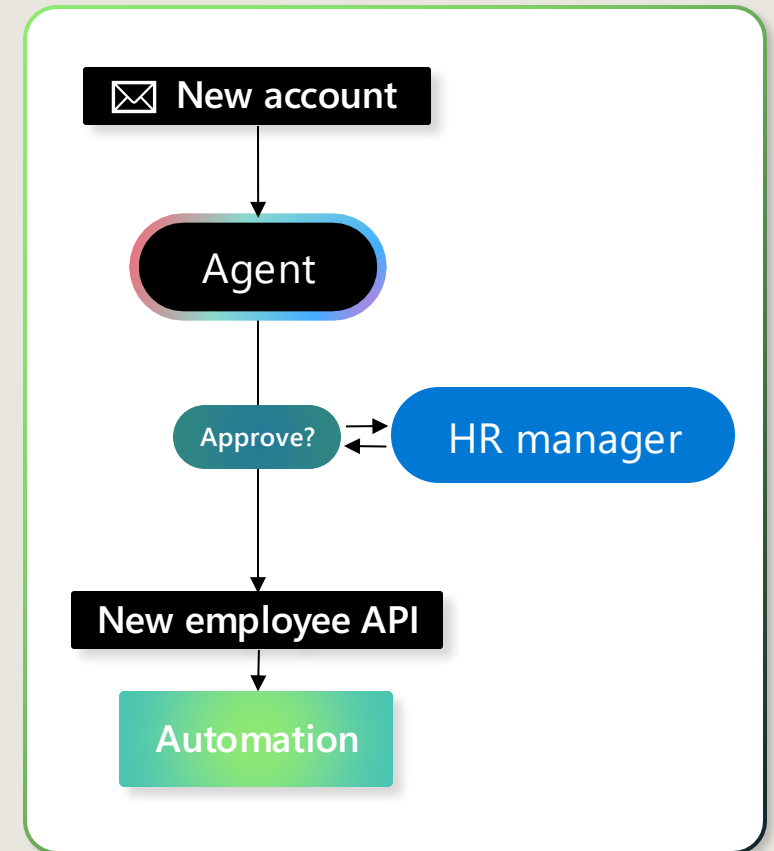 New account
Agent
Approve?
HR manager
New employee API
Automation